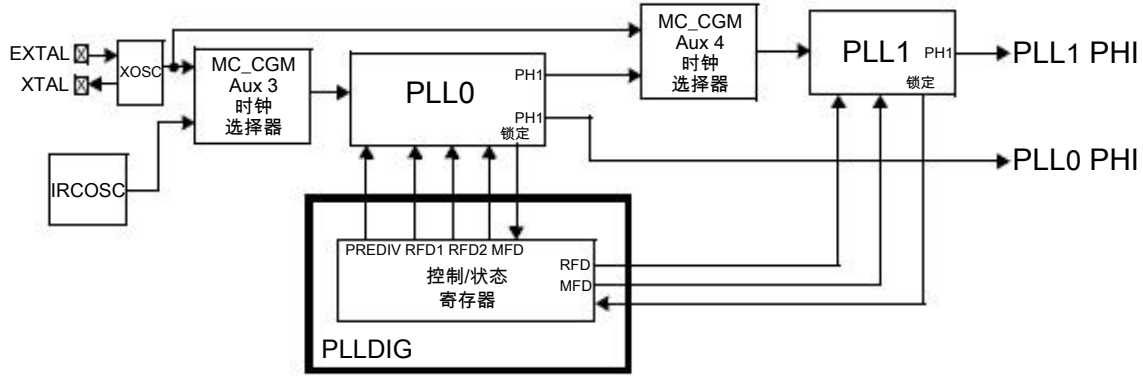 EXTAL
XTAL
XOSC
MC_CGM
Aux 3
时钟
选择器
IRCOSC
PLL0
PH1
PH1
锁定
MC_CGM
Aux 4
时钟
选择器
PLL1
PH1
锁定
PLL1 PHI
PLL0 PHI
PREDIV RFD1 RFD2 MFD
控制/状态
寄存器
RFD
MFD
PLLDIG